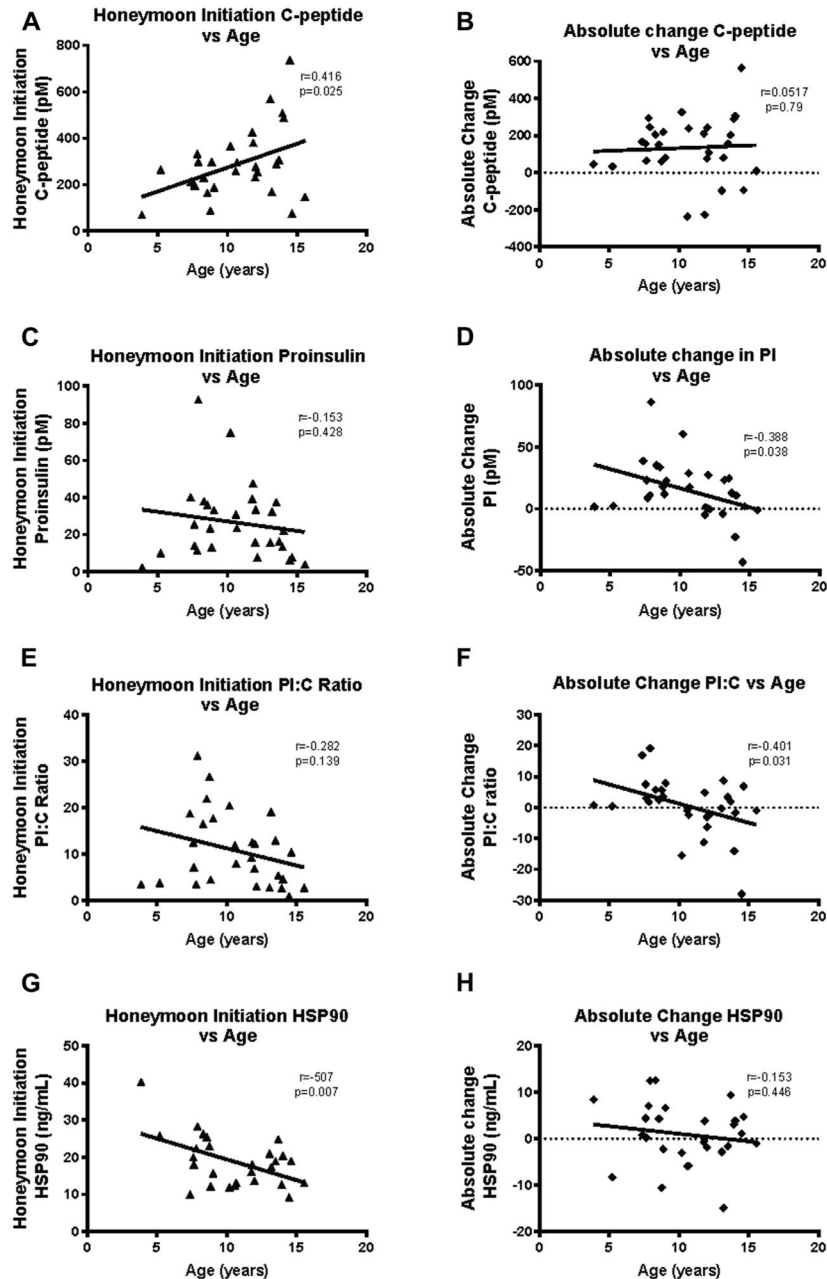 A
Honeymoon Initiation C-peptide
vs Age
Honeymoon Initiation
C-peptide (pM)
800
600
400
200
0
0 5 10 15 20
Age (years)
r=0.416
p=0.025
B
Absolute change C-peptide
vs Age
Absolute Change
C-peptide (pM)
600
400
200
0
-200
-400
0 5 10 15 20
Age (years)
r=0.0517
p=0.79
C
Honeymoon Initiation Proinsulin
vs Age
Honeymoon Initiation
Proinsulin (pM)
100
80
60
40
20
0
0 5 10 15 20
Age (years)
r=-0.153
p=0.428
D
Absolute change in PI
vs Age
Absolute Change
PI (pM)
100
50
0
-50
0 5 10 15 20
Age (years)
r=-0.388
p=0.038
E
Honeymoon Initiation PI:C Ratio
vs Age
Honeymoon Initiation
PI:C Ratio
40
30
20
10
0
0 5 10 15 20
Age (years)
r=-0.282
p=0.139
F
Absolute Change PI:C vs Age
Absolute Change
PI:C ratio
30
20
10
0
-10
-20
-30
0 5 10 15 20
Age (years)
r=-0.401
p=0.031
G
Honeymoon Initiation HSP90
vs Age
Honeymoon Initiation
HSP90 (ng/mL)
50
40
30
20
10
0
0 5 10 15 20
Age (years)
r=-507
p=0.007
H
Absolute Change HSP90
vs Age
Absolute change
HSP90 (ng/mL)
20
10
0
-10
-20
0 5 10 15 20
Age (years)
r=-0.153
p=0.446